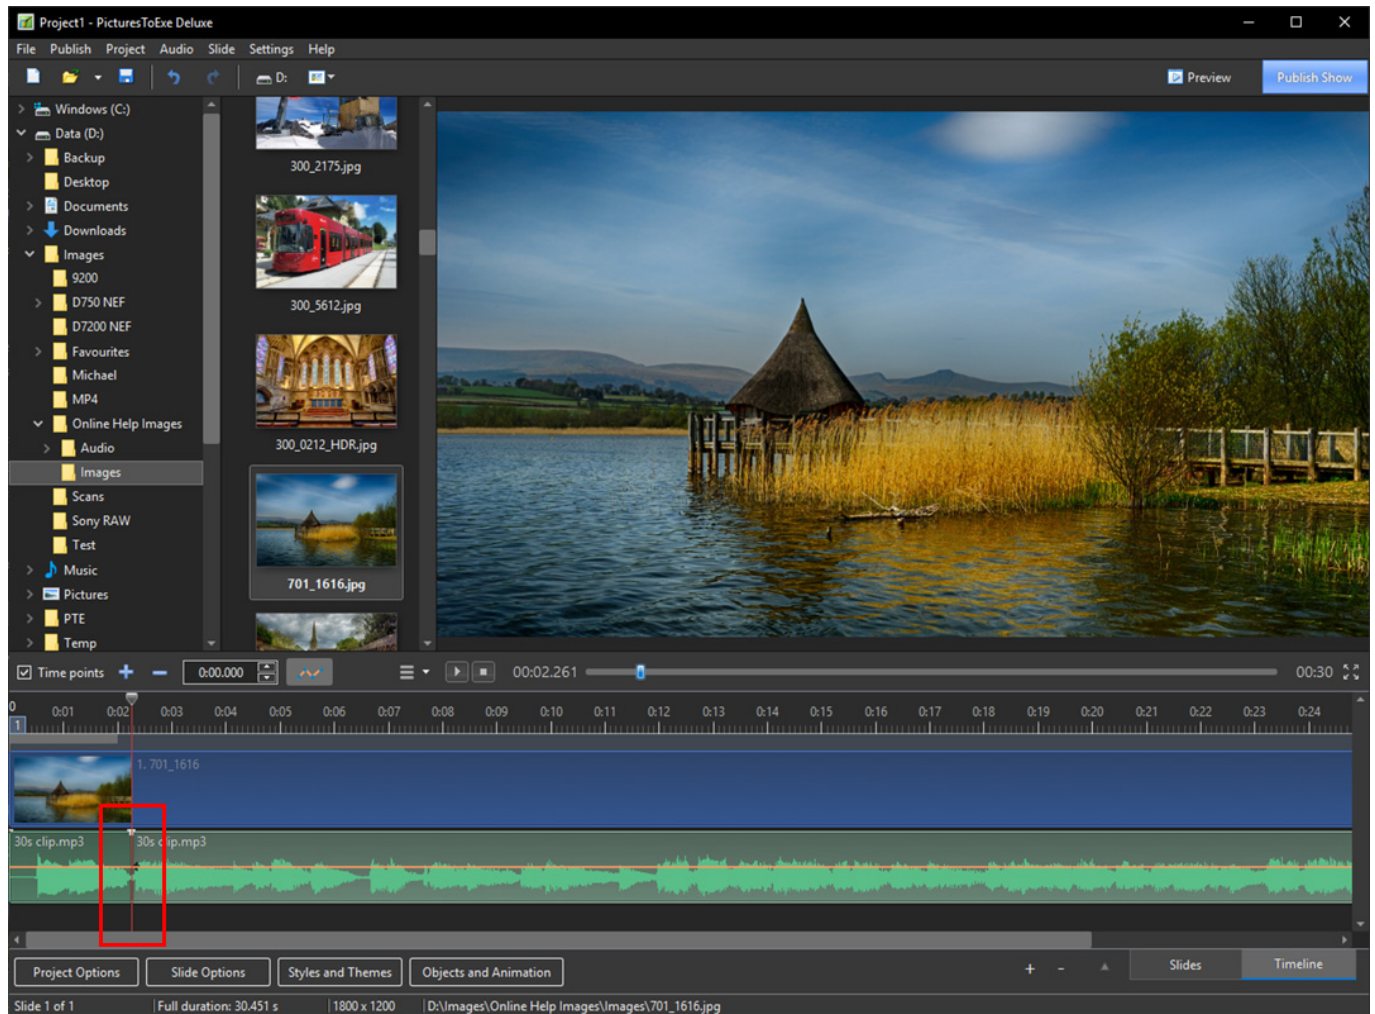 Project1 - PicturesToExe Deluxe
File Publish Project Audio Slide Settings Help
D: Preview Publish Show
Windows (C:)
Data (D:)
Backup
Desktop
Documents
Downloads
Images
9200
D750 NEF
D7200 NEF
Favourites
Michael
MP4
Online Help Images
Audio
Images
Scans
Sony RAW
Test
Music
Pictures
PTE
Temp
300_2175.jpg
300_5612.jpg
300_0212_HDR.jpg
701_1616.jpg
Time points + - 0:00.000 00:02.261 00:30
0 0:01 0:02 0:03 0:04 0:05 0:06 0:07 0:08 0:09 0:10 0:11 0:12 0:13 0:14 0:15 0:16 0:17 0:18 0:19 0:20 0:21 0:22 0:23 0:24
1
1. 701_1616
30s clip.mp3 30s clip.mp3
Project Options Slide Options Styles and Themes Objects and Animation + - Slides Timeline
Slide 1 of 1 Full duration: 30.451 s 1800 x 1200 D:\Images\Online Help Images\Images\701_1616.jpg